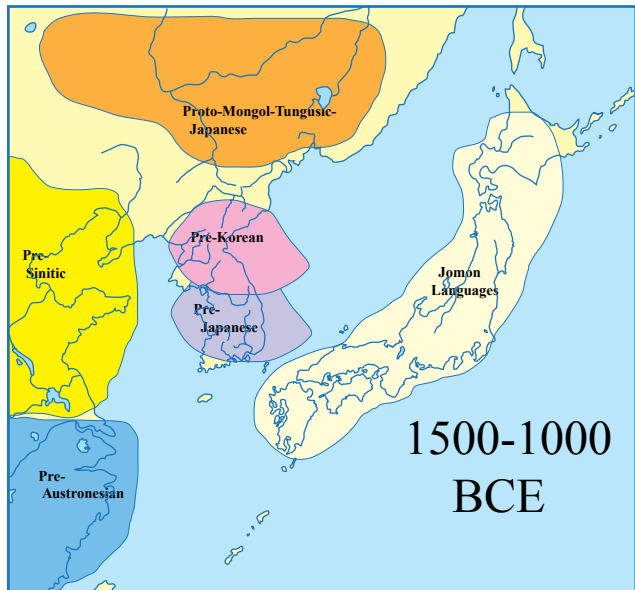 Proto-Mongol-Tungusic-
Japanese
Pre-Korean
Pre-
Sinitic
Jomon
Languages
Pre-
Japanese
1500-1000
BCE
Pre-
Austronesian